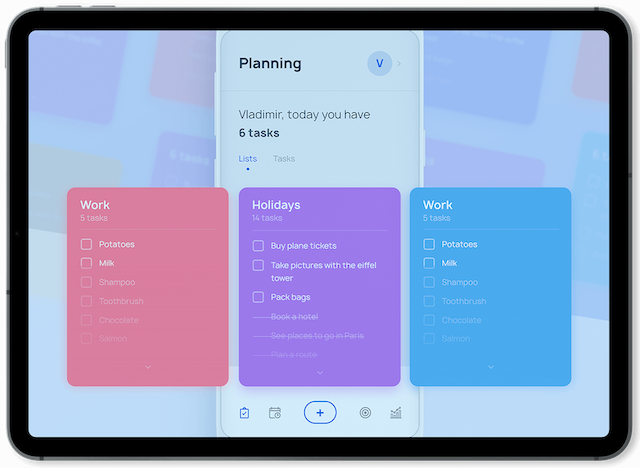 Planning
V
Vladimir, today you have
6 tasks
Lists Tasks
Work
5 tasks
Potatoes
Milk
Shampoo
Toothbrush
Chocolate
Salmon
Holidays
14 tasks
Buy plane tickets
Take pictures with the eiffel
tower
Pack bags
Book a hotel
See places to go in Paris
Plan a route
Work
5 tasks
Potatoes
Milk
Shampoo
Toothbrush
Chocolate
Salmon